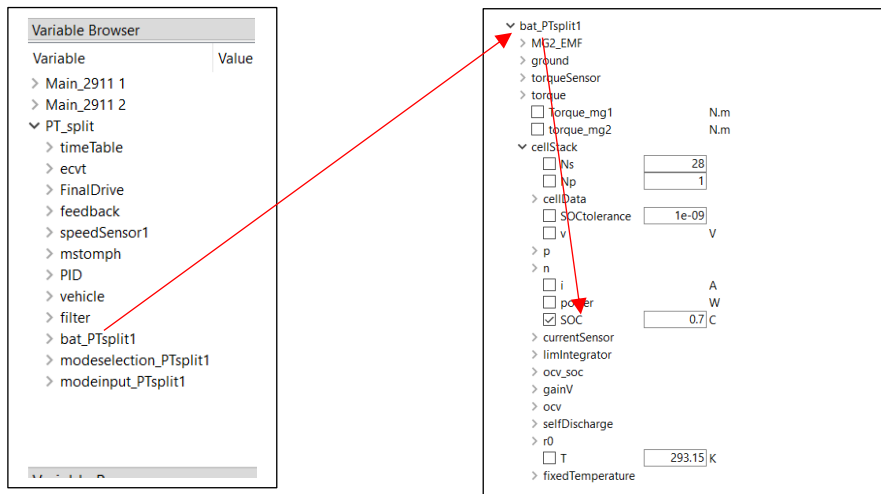 Variable Browser
Variable Value
Main_2911 1
Main_2911 2
PT_split
timeTable
ecvt
FinalDrive
feedback
speedSensor1
mstomph
PID
vehicle
filter
bat_PTsplit1
modeselection_PTsplit1
modeinput_PTsplit1
bat_PTsplit1
MG2_EMF
ground
torqueSensor
torque
Torque_mg1 N.m
torque_mg2 N.m
cellStack
Ns 28
Np 1
cellData
SOCtolerance 1e-09
v V
p
n
i A
power W
SOC 0.7 C
currentSensor
limIntegrator
ocv_soc
gainV
ocv
selfDischarge
r0
T 293.15 K
fixedTemperature